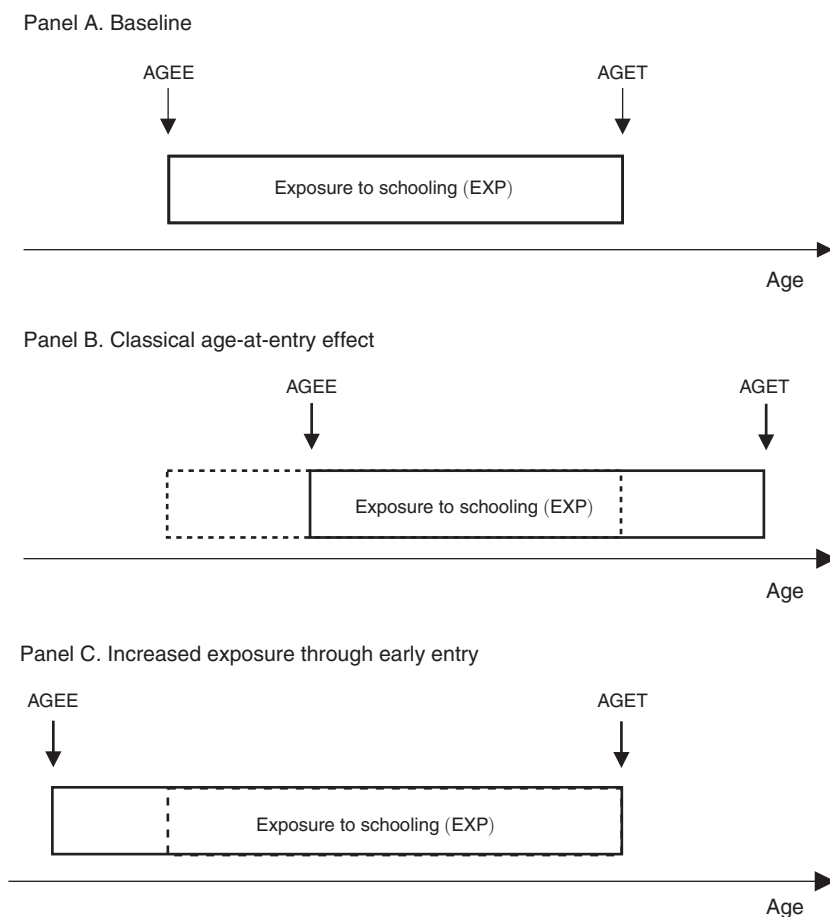 Panel A. Baseline
AGEE AGET
Exposure to schooling (EXP)
Age
Panel B. Classical age-at-entry effect
AGEE AGET
Exposure to schooling (EXP)
Age
Panel C. Increased exposure through early entry
AGEE AGET
Exposure to schooling (EXP)
Age